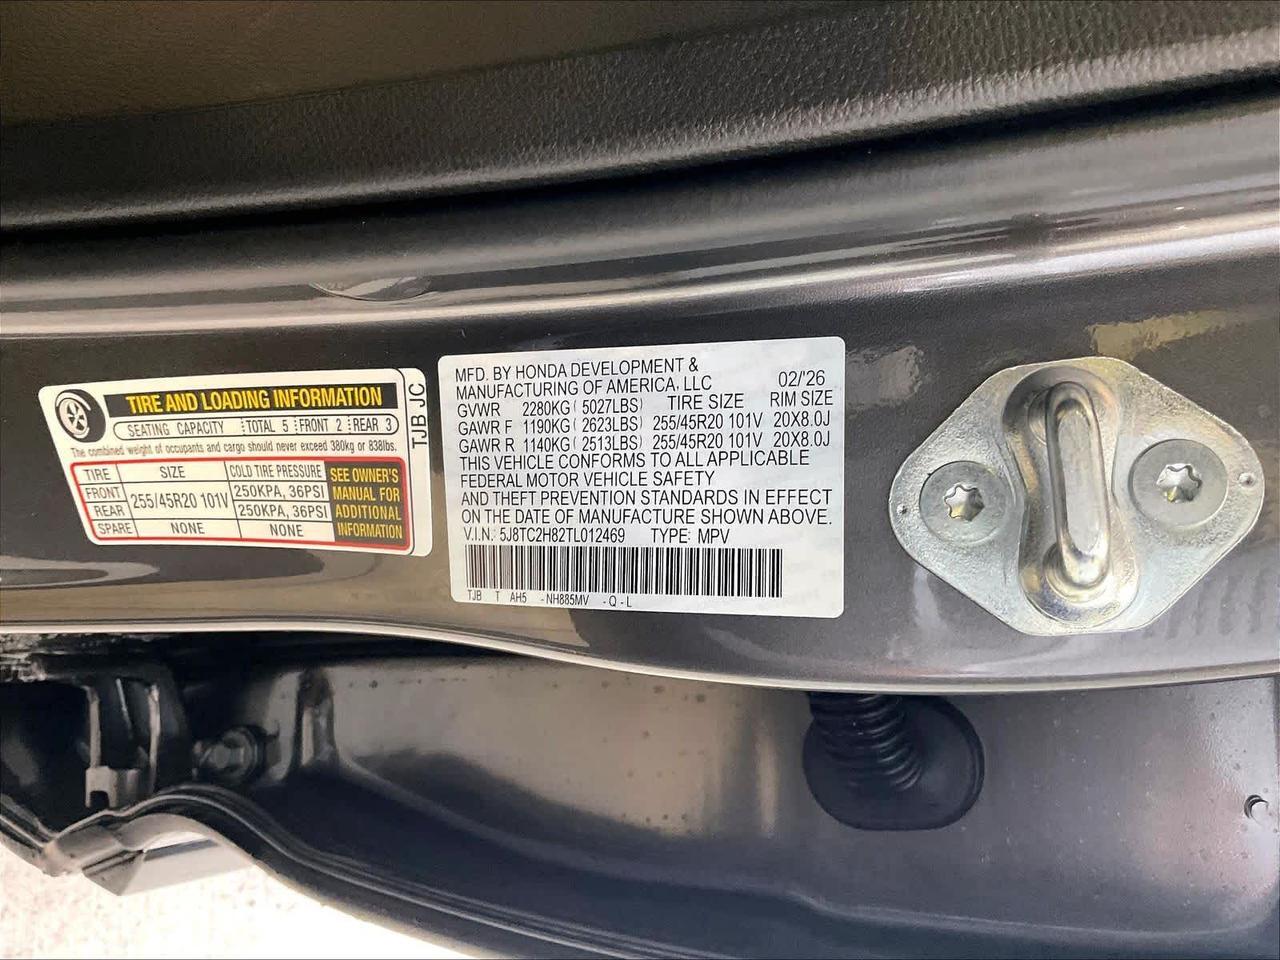 TIRE AND LOADING INFORMATION
SEATING CAPACITY TOTAL 5 FRONT 2 REAR 3
The combined weight of occupants and cargo should never exceed 380kg or 838lbs.
TIRE SIZE COLD TIRE PRESSURE
FRONT 255/45R20 101V 250KPA, 36PSI
REAR 250KPA, 36PSI
SPARE NONE NONE
SEE OWNER'S
MANUAL FOR
ADDITIONAL
INFORMATION
TJB JC
MFD. BY HONDA DEVELOPMENT &
MANUFACTURING OF AMERICA, LLC 02/'26
GVWR 2280KG ( 5027LBS) TIRE SIZE RIM SIZE
GAWR F 1190KG ( 2623LBS) 255/45R20 101V 20X8.0J
GAWR R 1140KG ( 2513LBS) 255/45R20 101V 20X8.0J
THIS VEHICLE CONFORMS TO ALL APPLICABLE
FEDERAL MOTOR VEHICLE SAFETY
AND THEFT PREVENTION STANDARDS IN EFFECT
ON THE DATE OF MANUFACTURE SHOWN ABOVE.
V.I.N.: 5J8TC2H82TL012469 TYPE: MPV
TJB T AH5 -NH885MV -Q-L